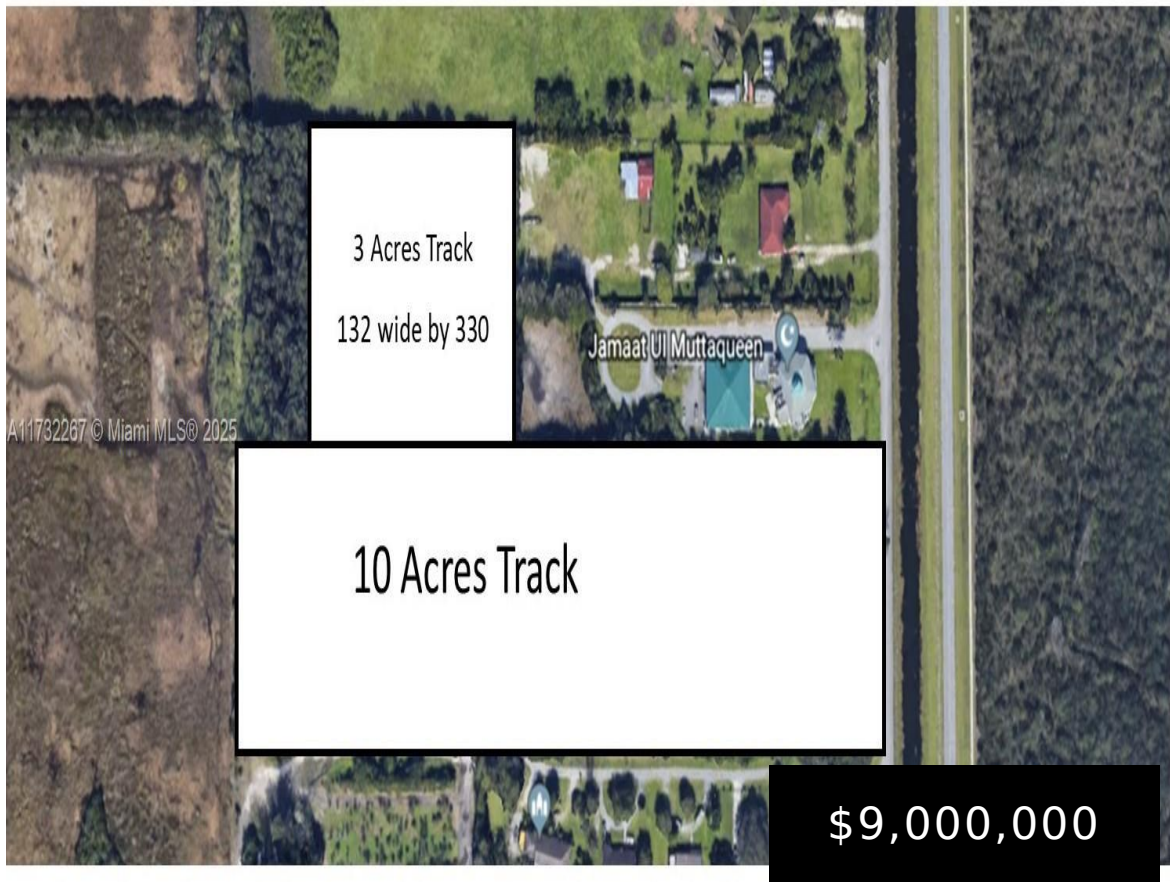 3 Acres Track
132 wide by 330
Jamaat Ul Muttaqueen
A11732267 © Miami MLS® 2025
10 Acres Track
$9,000,000